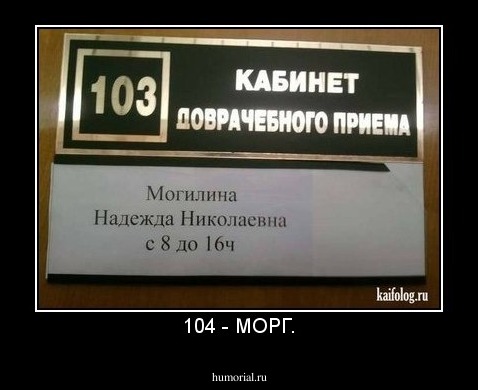 103
КАБИНЕТ
ДОВРАЧЕБНОГО ПРИЕМА
Могилина
Надежда Николаевна
с 8 до 16ч
kaifolog.ru
104 - МОРГ.
humorial.ru